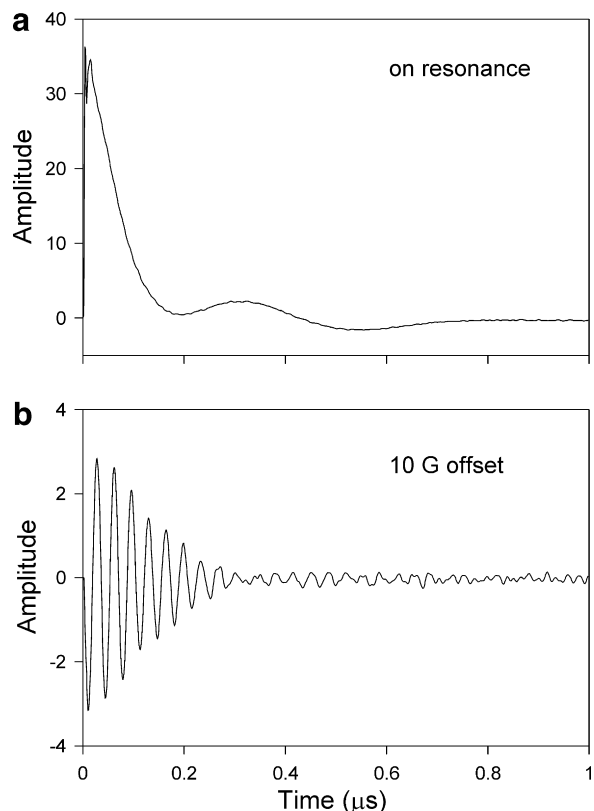 a
40
30
20
10
0
Amplitude
on resonance
b
4
2
0
-2
-4
Amplitude
10 G offset
0
0.2
0.4
0.6
0.8
1
Time (μs)